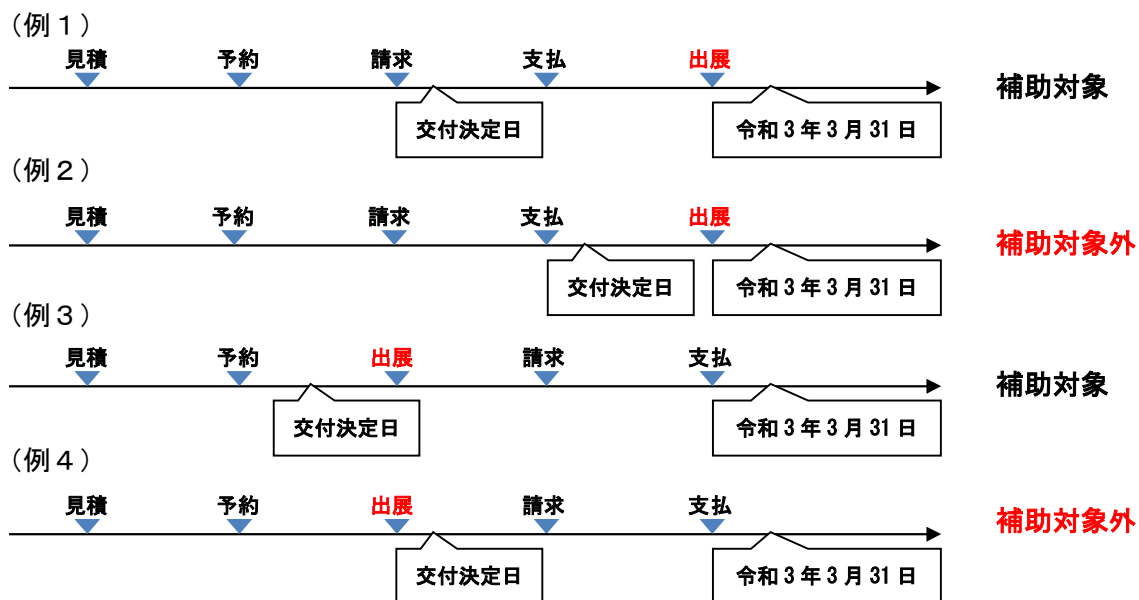 （例１）
見積 予約 請求 支払 出展
補助対象
交付決定日 令和3年3月31日
（例２）
見積 予約 請求 支払 出展
補助対象外
交付決定日 令和3年3月31日
（例３）
見積 予約 出展 請求 支払
補助対象
交付決定日 令和3年3月31日
（例４）
見積 予約 出展 請求 支払
補助対象外
交付決定日 令和3年3月31日